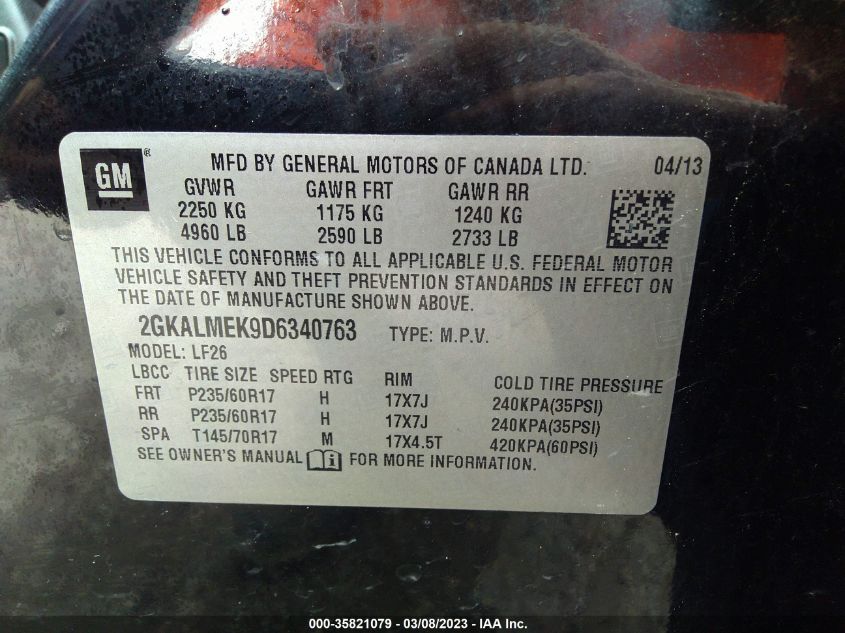 GM ® MFD BY GENERAL MOTORS OF CANADA LTD. 04/13
GVWR GAWR FRT GAWR RR
2250 KG 1175 KG 1240 KG
4960 LB 2590 LB 2733 LB
THIS VEHICLE CONFORMS TO ALL APPLICABLE U.S. FEDERAL MOTOR
VEHICLE SAFETY AND THEFT PREVENTION STANDARDS IN EFFECT ON
THE DATE OF MANUFACTURE SHOWN ABOVE.
2GKALMEK9D6340763 TYPE: M.P.V.
MODEL: LF26
LBCC TIRE SIZE SPEED RTG RIM COLD TIRE PRESSURE
FRT P235/60R17 H 17X7J 240KPA(35PSI)
RR P235/60R17 H 17X7J 240KPA(35PSI)
SPA T145/70R17 M 17X4.5T 420KPA(60PSI)
SEE OWNER'S MANUAL FOR MORE INFORMATION.
000-35821079 — 03/08/2023 — IAA Inc.